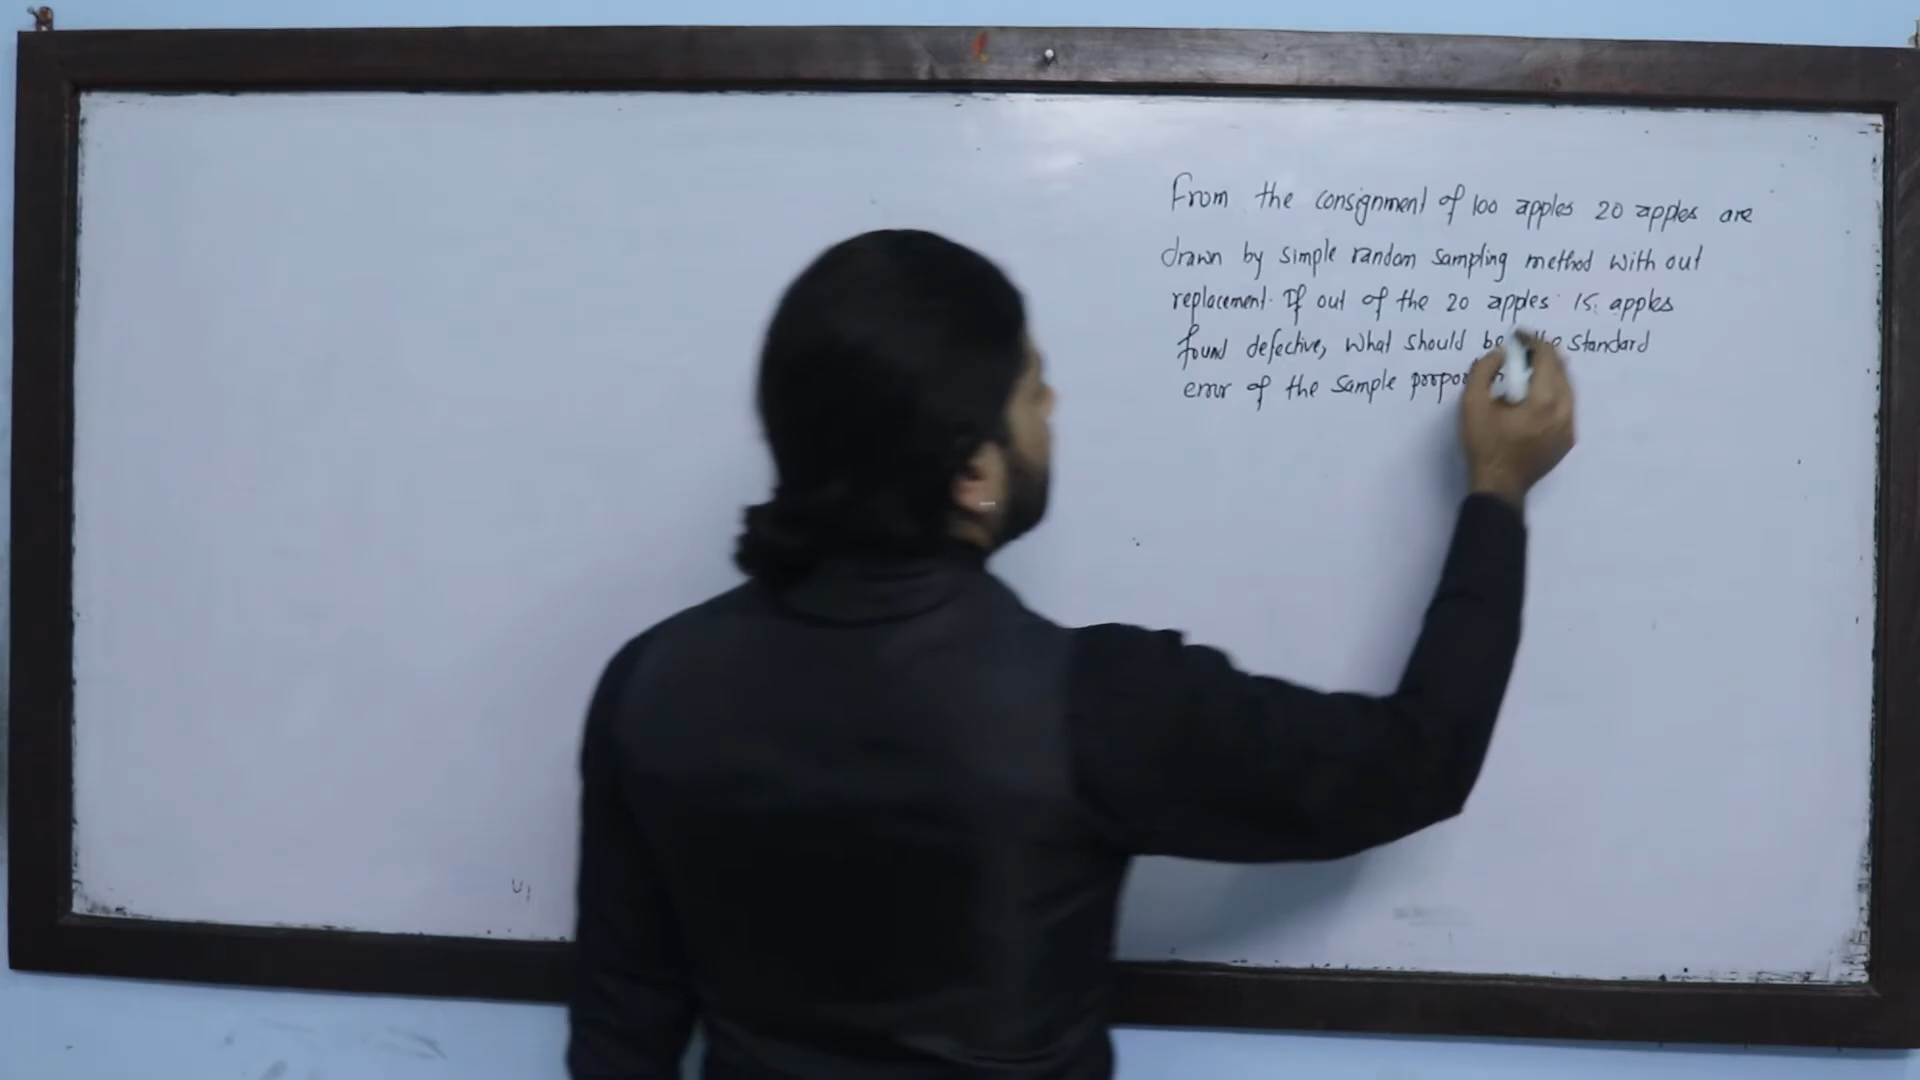 From the consignment of 100 apples 20 apples are
drawn by simple random sampling method with out
replacement. If out of the 20 apples 15 apples
found defective, what should be the standard
error of the sample
U1